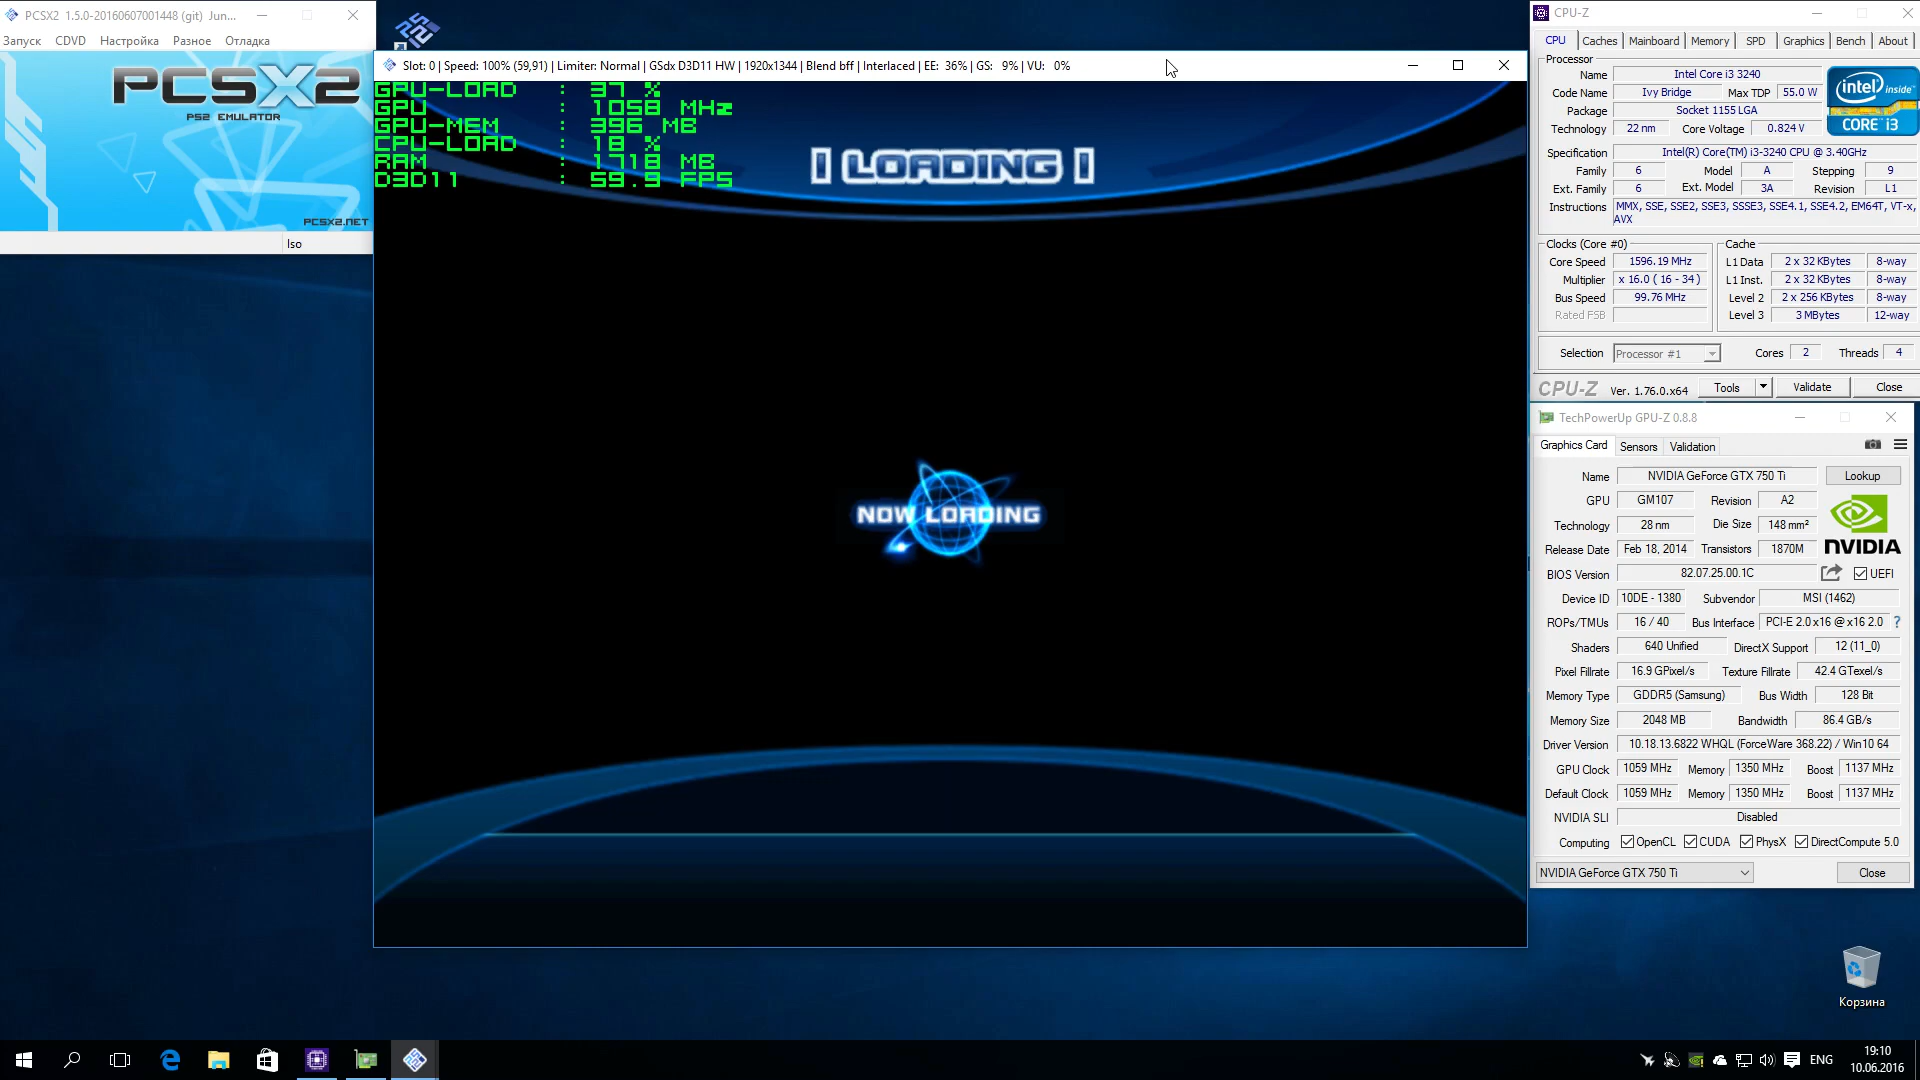 PCSX2 1.5.0-20160607001448 (git) Jun...
Запуск CDVD Настройка Разное Отладка
PCSX2
PS2 EMULATOR
PCSX2.NET
Iso
Slot: 0 | Speed: 100% (59,91) | Limiter: Normal | GSdx D3D11 HW | 1920x1344 | Blend bff | Interlaced | EE: 36% | GS: 9% | VU: 0%
GPU-LOAD : 37 %
GPU : 1058 MHz
GPU-MEM : 396 MB
CPU-LOAD : 18 %
RAM : 1718 MB
D3D11 : 59.9 FPS
LOADING
NOW LOADING
CPU-Z
CPU Caches Mainboard Memory SPD Graphics Bench About
Processor
Name Intel Core i3 3240
Code Name Ivy Bridge Max TDP 55.0 W
Package Socket 1155 LGA
Technology 22 nm Core Voltage 0.824 V
intel inside™
CORE i3
Specification Intel(R) Core(TM) i3-3240 CPU @ 3.40GHz
Family 6 Model A Stepping 9
Ext. Family 6 Ext. Model 3A Revision L1
Instructions MMX, SSE, SSE2, SSE3, SSSE3, SSE4.1, SSE4.2, EM64T, VT-x,
AVX
Clocks (Core #0)
Core Speed 1596.19 MHz
Multiplier x 16.0 ( 16 - 34 )
Bus Speed 99.76 MHz
Rated FSB
Cache
L1 Data 2 x 32 KBytes 8-way
L1 Inst. 2 x 32 KBytes 8-way
Level 2 2 x 256 KBytes 8-way
Level 3 3 MBytes 12-way
Selection Processor #1 Cores 2 Threads 4
CPU-Z Ver. 1.76.0.x64 Tools Validate Close
TechPowerUp GPU-Z 0.8.8
Graphics Card Sensors Validation
Name NVIDIA GeForce GTX 750 Ti Lookup
GPU GM107 Revision A2
Technology 28 nm Die Size 148 mm²
Release Date Feb 18, 2014 Transistors 1870M
NVIDIA
BIOS Version 82.07.25.00.1C UEFI
Device ID 10DE - 1380 Subvendor MSI (1462)
ROPs/TMUs 16 / 40 Bus Interface PCI-E 2.0 x16 @ x16 2.0 ?
Shaders 640 Unified DirectX Support 12 (11_0)
Pixel Fillrate 16.9 GPixel/s Texture Fillrate 42.4 GTexel/s
Memory Type GDDR5 (Samsung) Bus Width 128 Bit
Memory Size 2048 MB Bandwidth 86.4 GB/s
Driver Version 10.18.13.6822 WHQL (ForceWare 368.22) / Win10 64
GPU Clock 1059 MHz Memory 1350 MHz Boost 1137 MHz
Default Clock 1059 MHz Memory 1350 MHz Boost 1137 MHz
NVIDIA SLI Disabled
Computing OpenCL CUDA PhysX DirectCompute 5.0
NVIDIA GeForce GTX 750 Ti Close
Корзина
ENG
19:10
10.06.2016